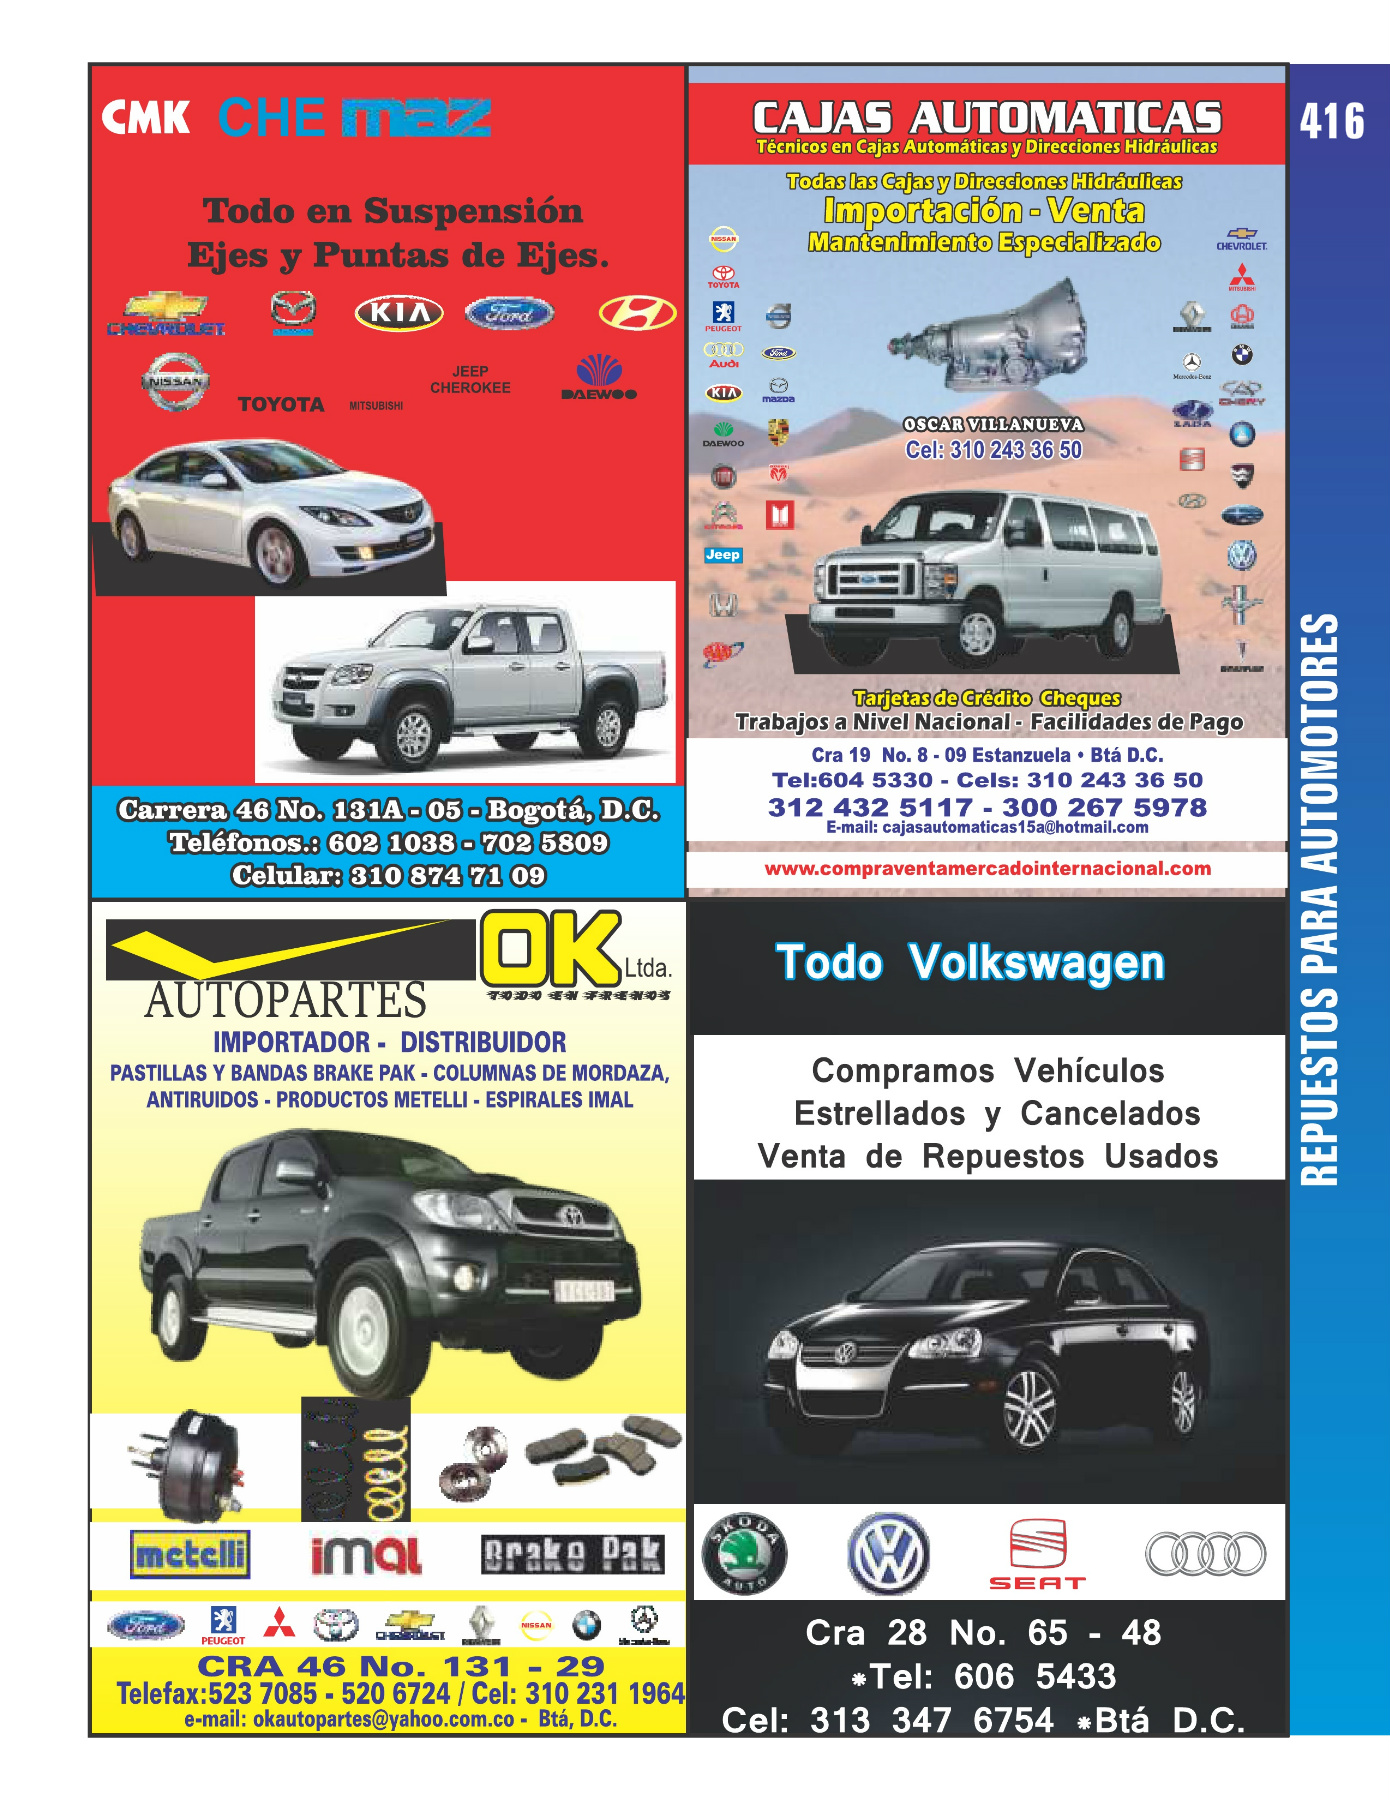 CMK CHE maz
Todo en Suspensión
Ejes y Puntas de Ejes.
CHEVROLET
KIA
Ford
NISSAN
TOYOTA
MITSUBISHI
JEEP
CHEROKEE
DAEWOO
Carrera 46 No. 131A - 05 - Bogotá, D.C.
Teléfonos.: 602 1038 - 702 5809
Celular: 310 874 71 09
CAJAS AUTOMATICAS
Técnicos en Cajas Automáticas y Direcciones Hidráulicas
Todas las Cajas y Direcciones Hidráulicas
Importación - Venta
Mantenimiento Especializado
NISSAN
TOYOTA
PEUGEOT
Audi
KIA
DAEWOO
Jeep
Ford
mazda
CHEVROLET
MITSUBISHI
Mercedes-Benz
LADA
CHERY
OSCAR VILLANUEVA
Cel: 310 243 36 50
Tarjetas de Crédito Cheques
Trabajos a Nivel Nacional - Facilidades de Pago
Cra 19 No. 8 - 09 Estanzuela • Btá D.C.
Tel:604 5330 - Cels: 310 243 36 50
312 432 5117 - 300 267 5978
E-mail: cajasautomaticas15a@hotmail.com
www.compraventamercadointernacional.com
AUTOPARTES
OK Ltda.
TODO EN FRENOS
IMPORTADOR - DISTRIBUIDOR
PASTILLAS Y BANDAS BRAKE PAK - COLUMNAS DE MORDAZA,
ANTIRUIDOS - PRODUCTOS METELLI - ESPIRALES IMAL
metelli
imal
Brake Pak
Ford
PEUGEOT
CHEVROLET
NISSAN
CRA 46 No. 131 - 29
Telefax:523 7085 - 520 6724 / Cel: 310 231 1964
e-mail: okautopartes@yahoo.com.co - Btá, D.C.
Todo Volkswagen
Compramos Vehículos
Estrellados y Cancelados
Venta de Repuestos Usados
SKODA
AUTO
SEAT
Cra 28 No. 65 - 48
*Tel: 606 5433
Cel: 313 347 6754 *Btá D.C.
416
REPUESTOS PARA AUTOMOTORES